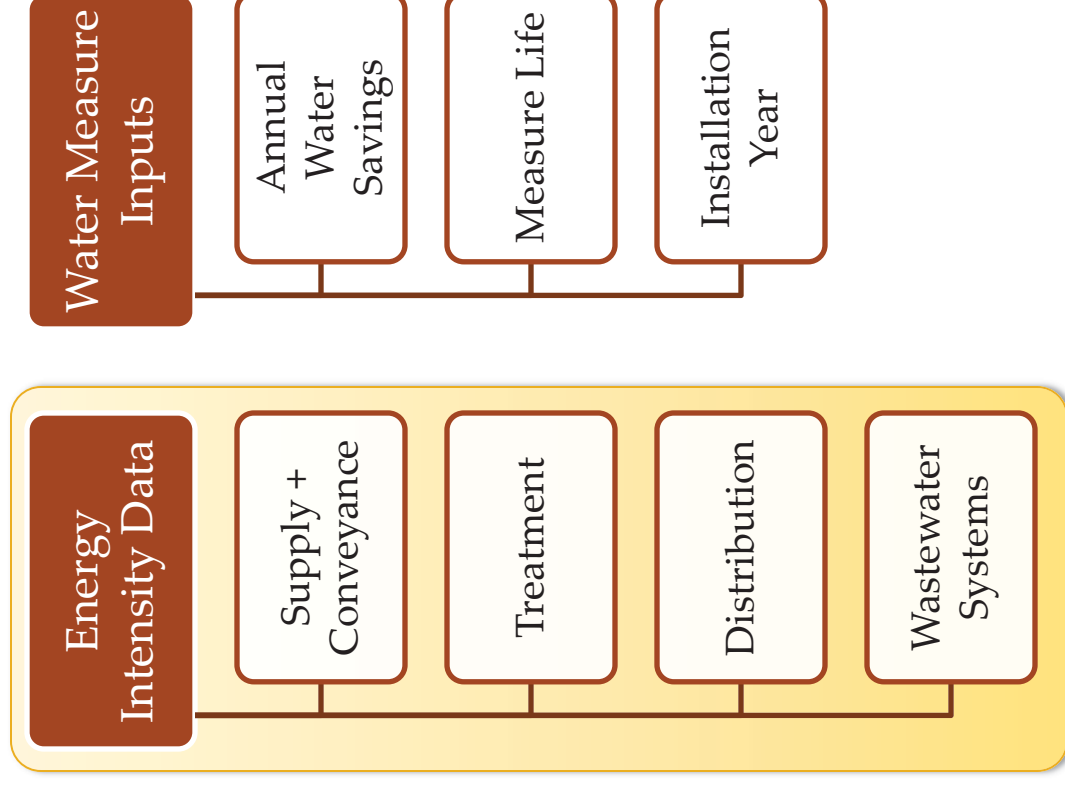 Energy
Intensity Data
Supply +
Conveyance
Treatment
Distribution
Wastewater
Systems
Water Measure
Inputs
Annual
Water
Savings
Measure Life
Installation
Year